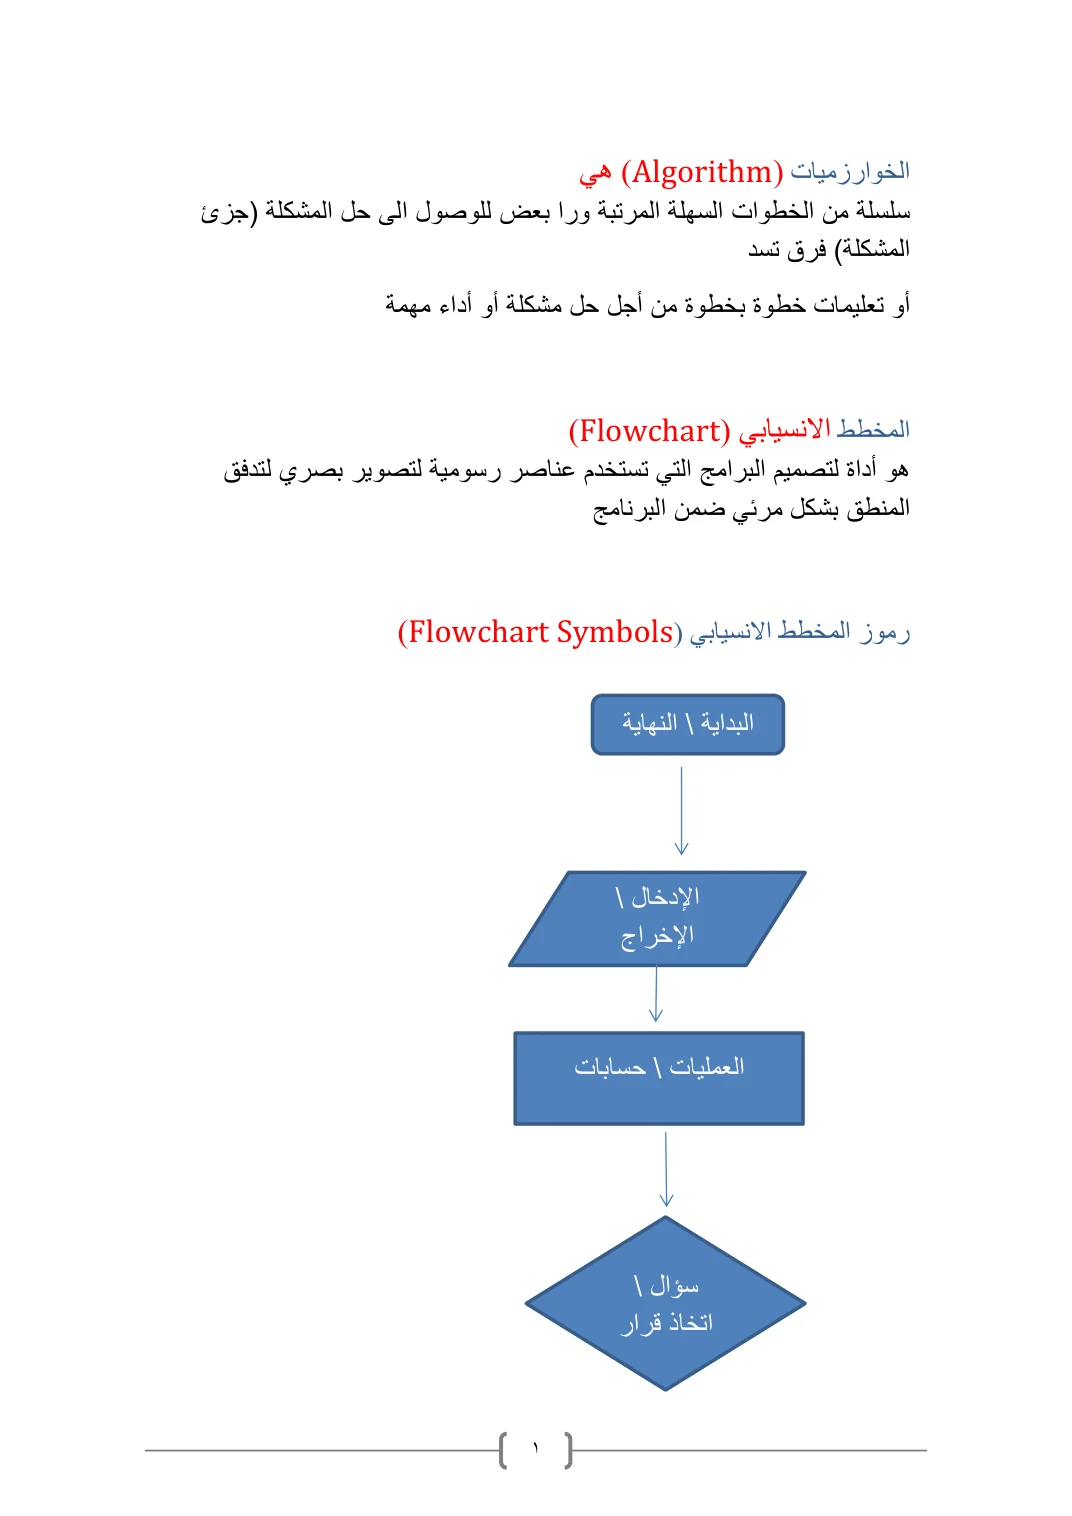 الخوارزميات (Algorithm) هي
سلسلة من الخطوات السهلة المرتبة ورا بعض للوصول الى حل المشكلة (جزئ
المشكلة) فرق تسد
أو تعليمات خطوة بخطوة من أجل حل مشكلة أو أداء مهمة
المخطط الانسيابي (Flowchart)
هو أداة لتصميم البرامج التي تستخدم عناصر رسومية لتصوير بصري لتدفق
المنطق بشكل مرئي ضمن البرنامج
رموز المخطط الانسيابي (Flowchart Symbols)
البداية \ النهاية
الإدخال \
الإخراج
العمليات \ حسابات
سؤال \
اتخاذ قرار
١